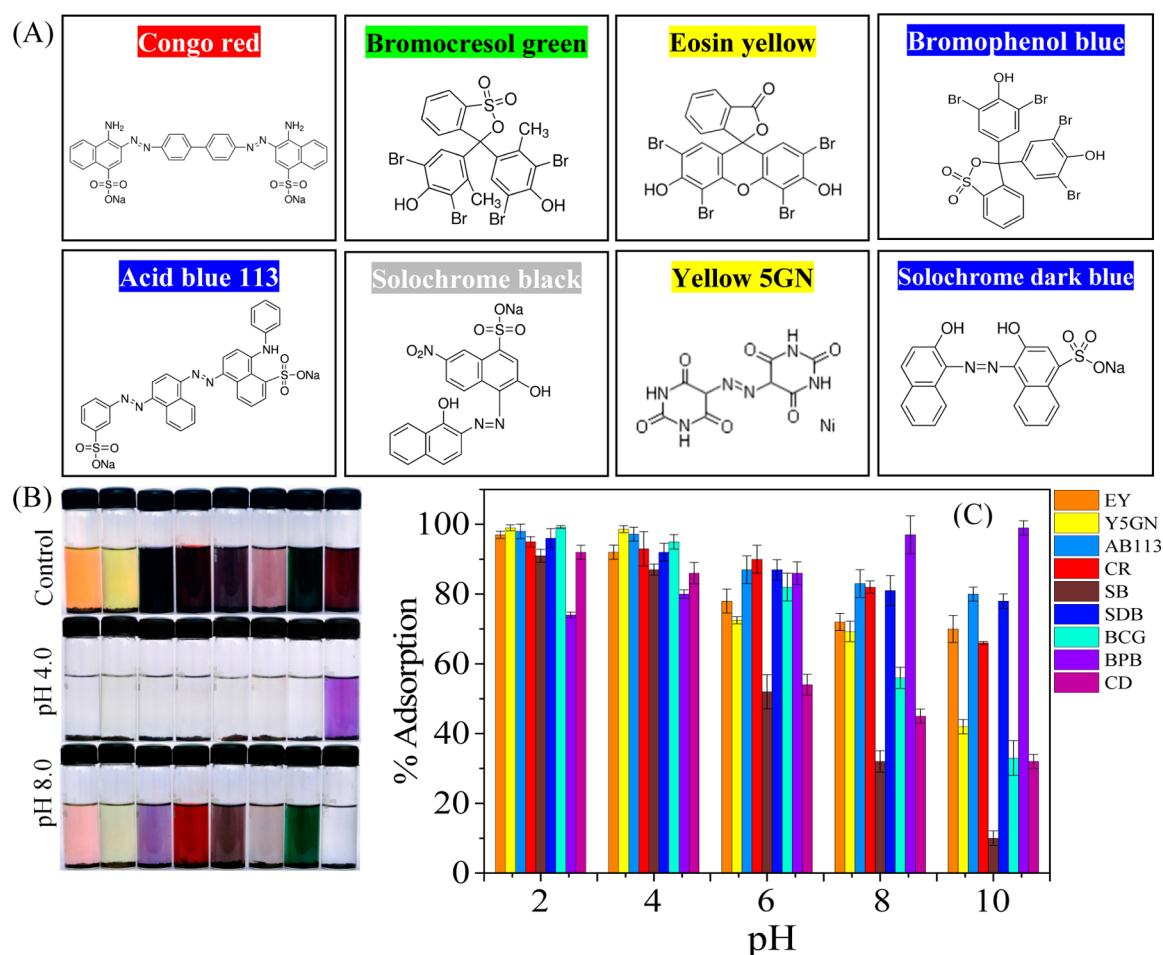 (A)
Congo red
NH2
N
N
NH2
N
N
O
S
O
ONa
O
S
O
ONa
Bromocresol green
O
S
O
O
CH3
Br
Br
CH3
HO
Br
Br
OH
Eosin yellow
O
O
Br
Br
HO
O
OH
Br
Br
Bromophenol blue
OH
Br
Br
Br
O
OH
O
S
O
Br
Acid blue 113
NH
N
N
O
S
O
ONa
N
N
O
S
O
ONa
Solochrome black
ONa
O
S
O
O2N
OH
OH
N
N
Yellow 5GN
O
NH
O
O
N
NH
HN
N
O
O
N
H
O
Ni
Solochrome dark blue
OH
HO
O
O
S
ONa
N
N
(B)
Control
pH 4.0
pH 8.0
(C)
% Adsorption
100
80
60
40
20
0
2 4 6 8 10
pH
EY
Y5GN
AB113
CR
SB
SDB
BCG
BPB
CD